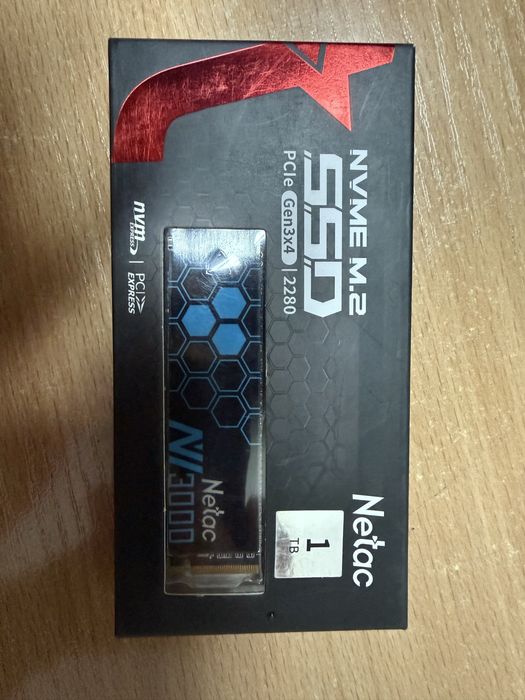 NVME M.2
SSD
PCIe Gen3x4 | 2280
nvm
EXPRESS
PCI
EXPRESS
Netac
1
TB
Netac
NV3000